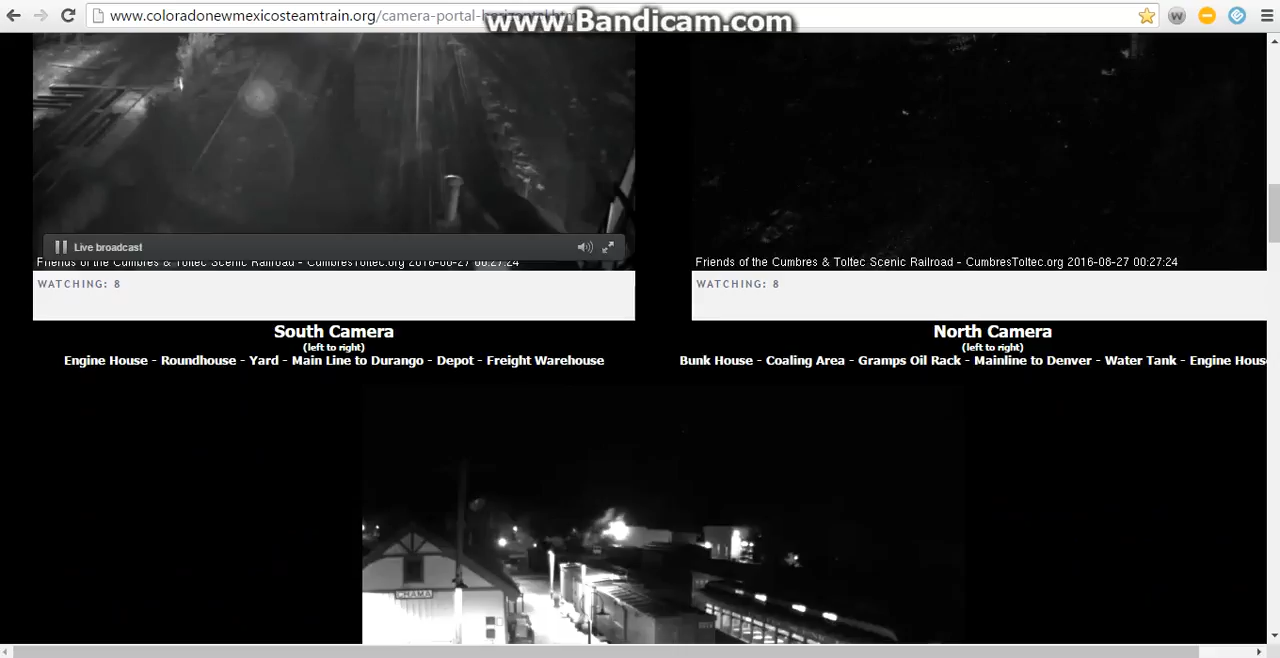 www.coloradonewmexicosteamtrain.org/camera-portal-horizontal.htm
www.Bandicam.com
Live broadcast
Friends of the Cumbres & Toltec Scenic Railroad - CumbresToltec.org 2016-08-27 00:27:24
Friends of the Cumbres & Toltec Scenic Railroad - CumbresToltec.org 2016-08-27 00:27:24
WATCHING: 8
WATCHING: 8
South Camera
North Camera
(left to right)
(left to right)
Engine House - Roundhouse - Yard - Main Line to Durango - Depot - Freight Warehouse
Bunk House - Coaling Area - Gramps Oil Rack - Mainline to Denver - Water Tank - Engine Hous
CHAMA